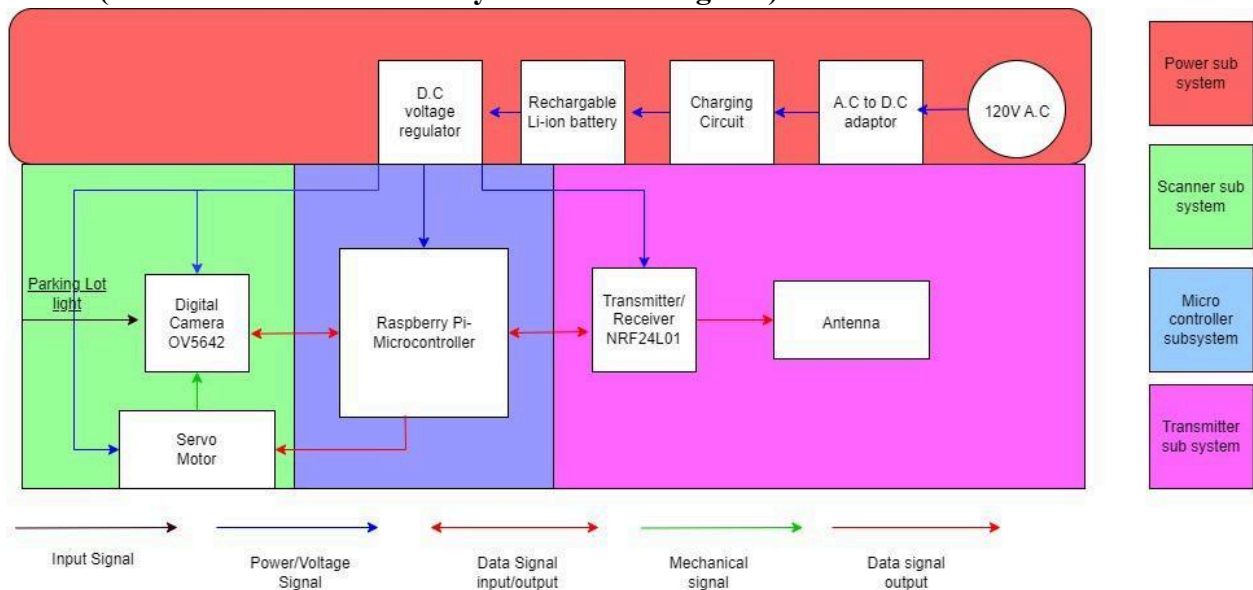 D.C
voltage
regulator
Rechargable
Li-ion battery
Charging
Circuit
A.C to D.C
adaptor
120V A.C
Power sub
system
Scanner sub
system
Micro
controller
subsystem
Transmitter
sub system
Parking Lot
light
Digital
Camera
OV5642
Raspberry Pi-
Microcontroller
Transmitter/
Receiver
NRF24L01
Antenna
Servo
Motor
Input Signal
Power/Voltage
Signal
Data Signal
input/output
Mechanical
signal
Data signal
output